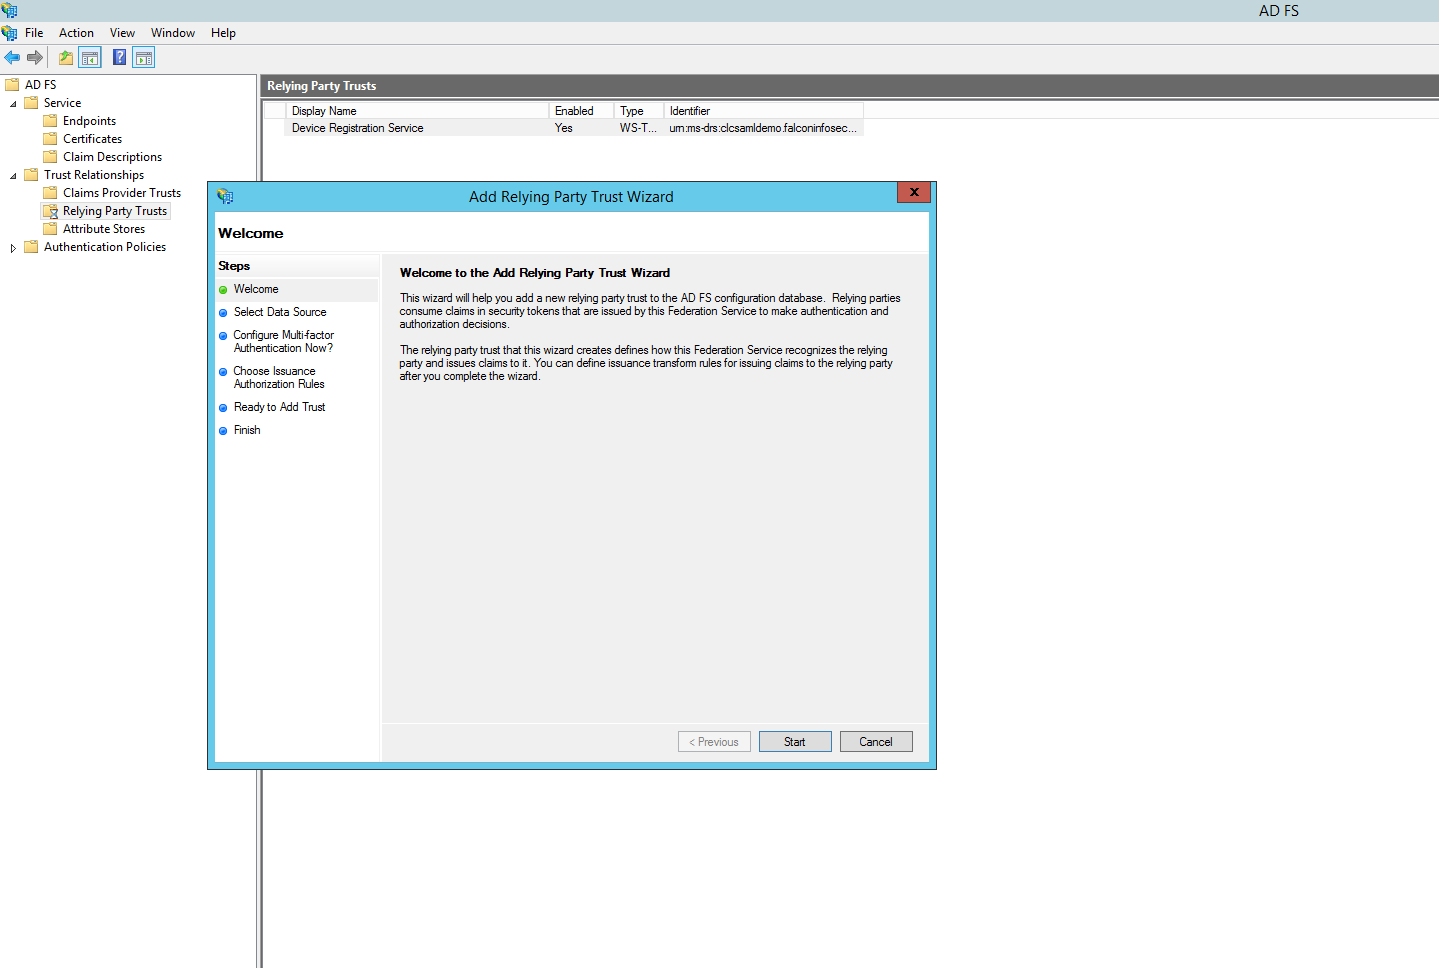 AD FS
File Action View Window Help
AD FS
Service
Endpoints
Certificates
Claim Descriptions
Trust Relationships
Claims Provider Trusts
Relying Party Trusts
Attribute Stores
Authentication Policies
Relying Party Trusts
Display Name Enabled Type Identifier
Device Registration Service Yes WS-T... urn:ms-drs:clcsamldemo.falconinfosec...
Add Relying Party Trust Wizard
x
Welcome
Steps
Welcome
Select Data Source
Configure Multi-factor
Authentication Now?
Choose Issuance
Authorization Rules
Ready to Add Trust
Finish
Welcome to the Add Relying Party Trust Wizard
This wizard will help you add a new relying party trust to the AD FS configuration database. Relying parties
consume claims in security tokens that are issued by this Federation Service to make authentication and
authorization decisions.
The relying party trust that this wizard creates defines how this Federation Service recognizes the relying
party and issues claims to it. You can define issuance transform rules for issuing claims to the relying party
after you complete the wizard.
< Previous Start Cancel